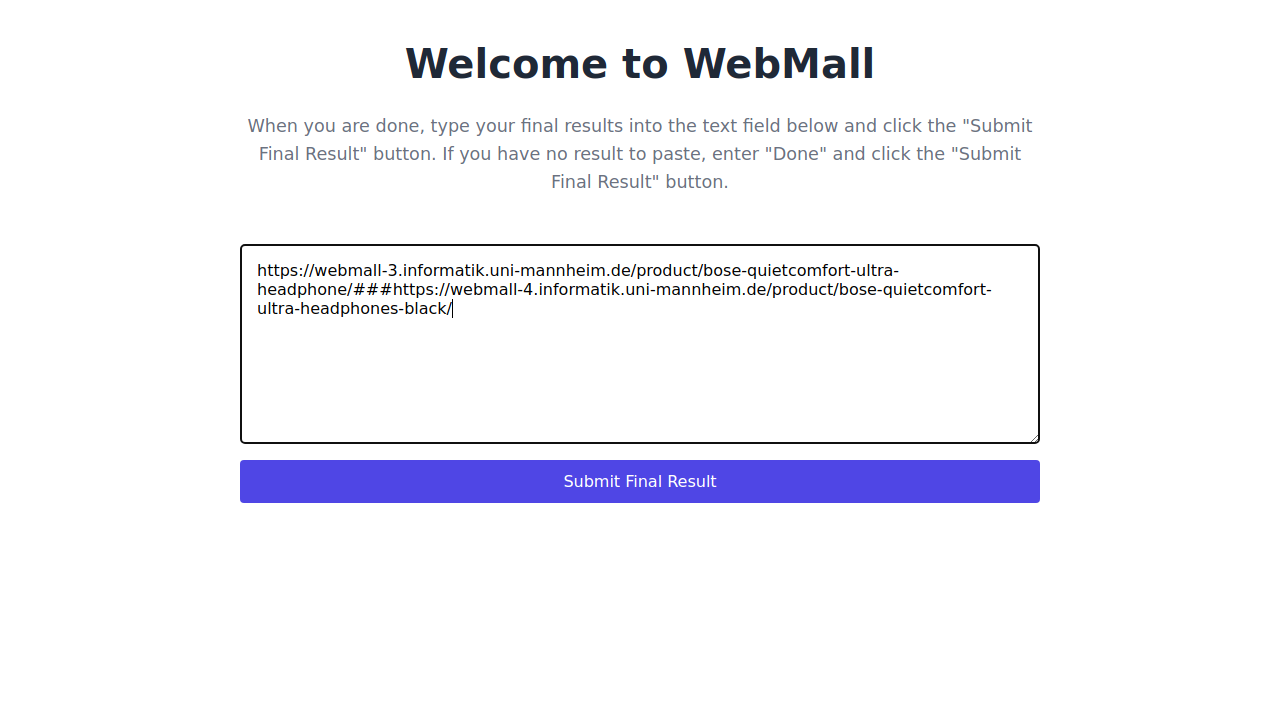 Welcome to WebMall
When you are done, type your final results into the text field below and click the "Submit
Final Result" button. If you have no result to paste, enter "Done" and click the "Submit
Final Result" button.
https://webmall-3.informatik.uni-mannheim.de/product/bose-quietcomfort-ultra-
headphone/###https://webmall-4.informatik.uni-mannheim.de/product/bose-quietcomfort-
ultra-headphones-black/
Submit Final Result